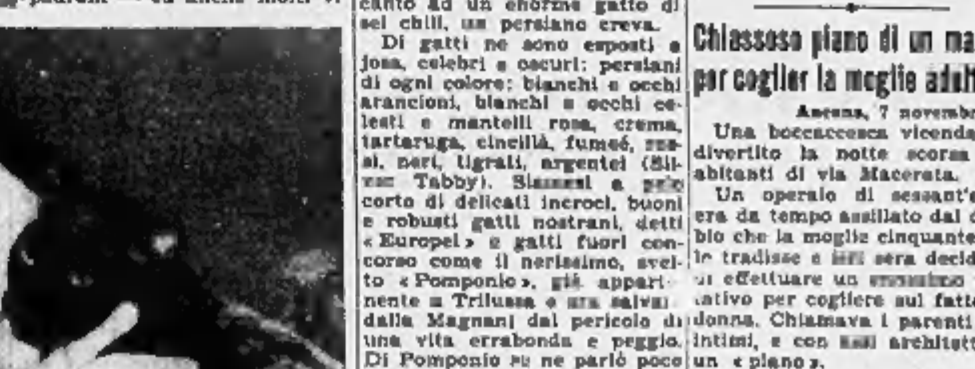 canto ad un enorme gatto di
sei chili, un persiano creva.
Di gatti ne sono esposti a
josa, celebri e oscuri: persiani
di ogni colore: bianchi e occhi
arancioni, bianchi e occhi ce-
lesti e mantelli rosa, crema,
tartaruga, cincillà, fumeé,
si, neri, tigrati, argentei (Sil-
Tabby). Siamesi a pelo
corto di delicati incroci, buoni
e robusti gatti nostrani, detti
« Europei » e gatti fuori con-
corso come il nerissimo, svel-
to « Pomponio », già apparte-
nente a Trilussa e ora
dalla Magnani dal pericolo di
una vita errabonda e peggio.
Di Pomponio se ne parlò poco
Chiassoso piano di un ma
per coglier la moglie adult
Ancona, 7 novembre
Una boccaccesca vicenda
divertito la notte scorsa
abitanti di via Macerata.
Un operaio di sessant'a
era da tempo assillato dal
bio che la moglie cinquante
le tradisse e ieri sera decid
di effettuare un
tativo per cogliere sul fatt
donna. Chiamava i parenti
intimi, e con architett
un « piano ».